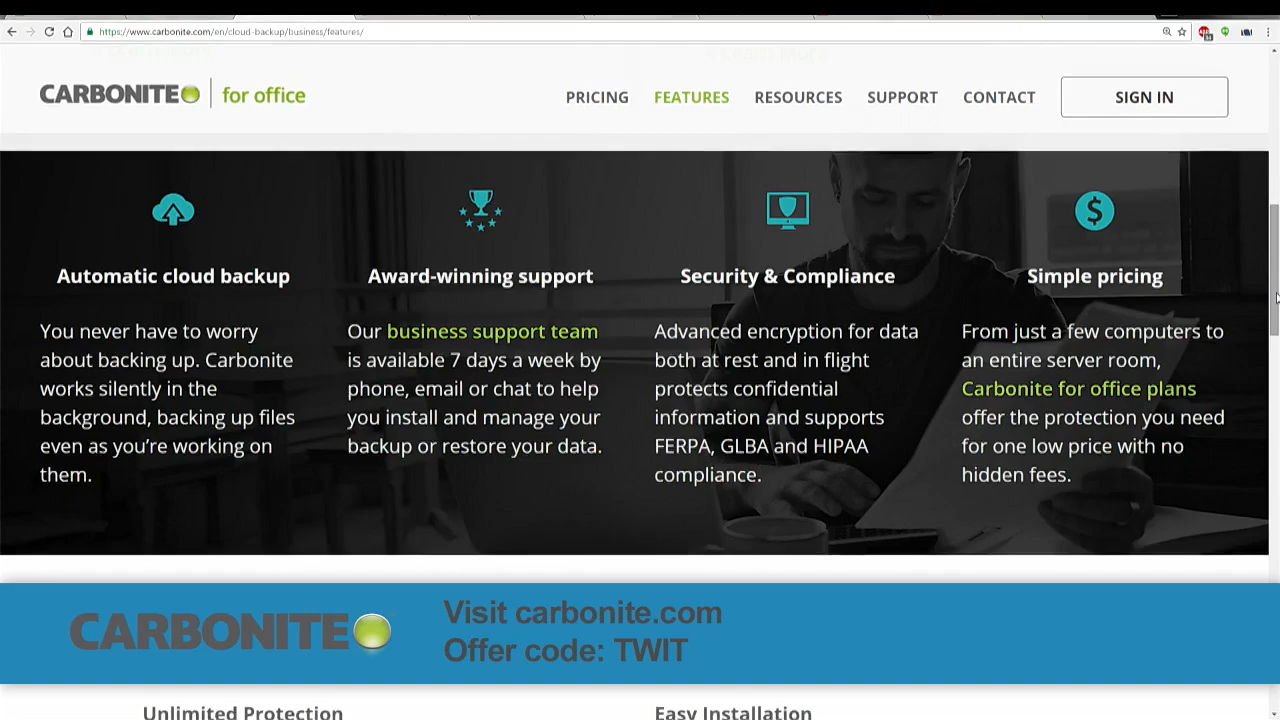 https://www.carbonite.com/en/cloud-backup/business/features/
CARBONITE for office
PRICING FEATURES RESOURCES SUPPORT CONTACT SIGN IN
Automatic cloud backup
You never have to worry
about backing up. Carbonite
works silently in the
background, backing up files
even as you’re working on
them.
Award-winning support
Our business support team
is available 7 days a week by
phone, email or chat to help
you install and manage your
backup or restore your data.
Security & Compliance
Advanced encryption for data
both at rest and in flight
protects confidential
information and supports
FERPA, GLBA and HIPAA
compliance.
Simple pricing
From just a few computers to
an entire server room,
Carbonite for office plans
offer the protection you need
for one low price with no
hidden fees.
CARBONITE
Visit carbonite.com
Offer code: TWIT
Unlimited Protection
Easy Installation